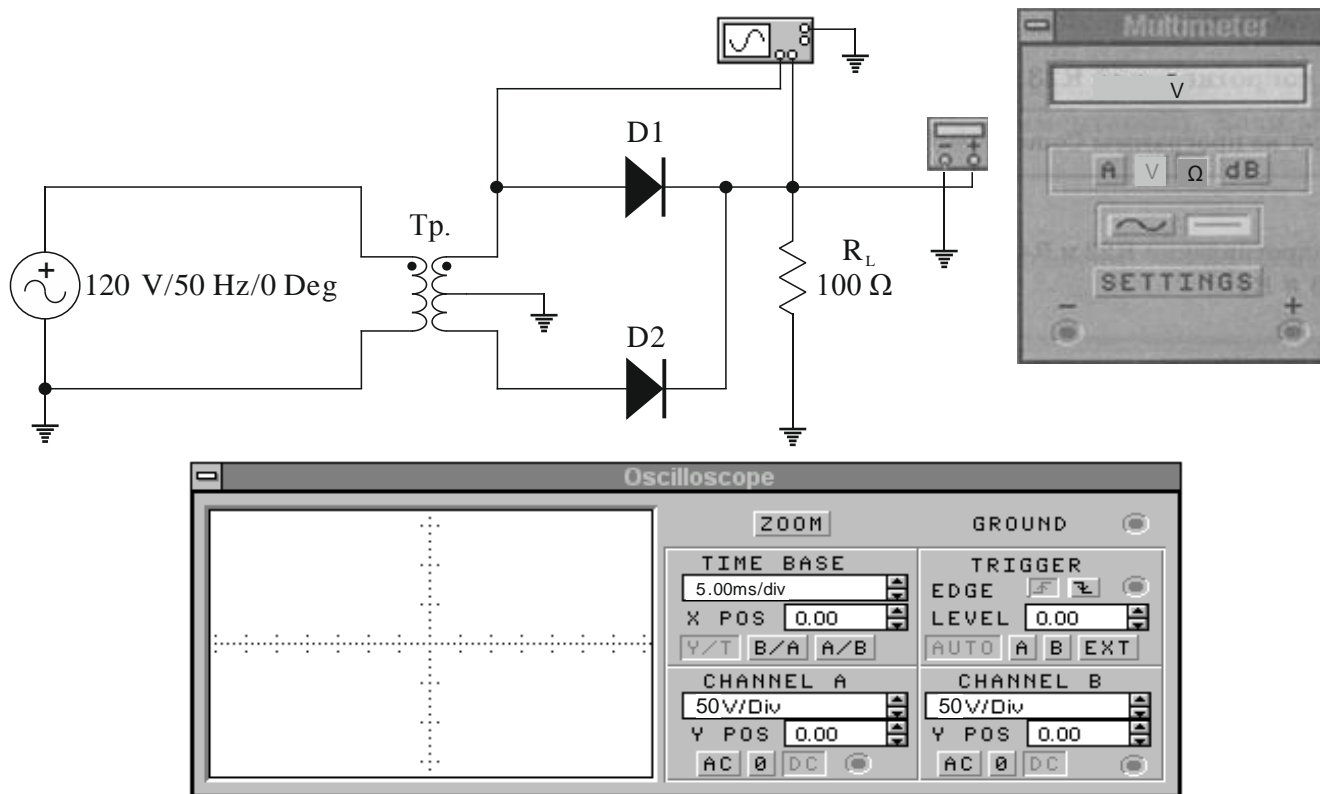 Multimeter
V
A V Ω dB
SETTINGS
- +
D1
- +
+
120 V/50 Hz/0 Deg
Tp.
R_L
100 Ω
D2
Oscilloscope
ZOOM
GROUND
TIME BASE
5.00ms/div
X POS 0.00
Y/T B/A A/B
TRIGGER
EDGE
LEVEL 0.00
AUTO A B EXT
CHANNEL A
50V/Div
Y POS 0.00
AC 0 DC
CHANNEL B
50V/Div
Y POS 0.00
AC 0 DC